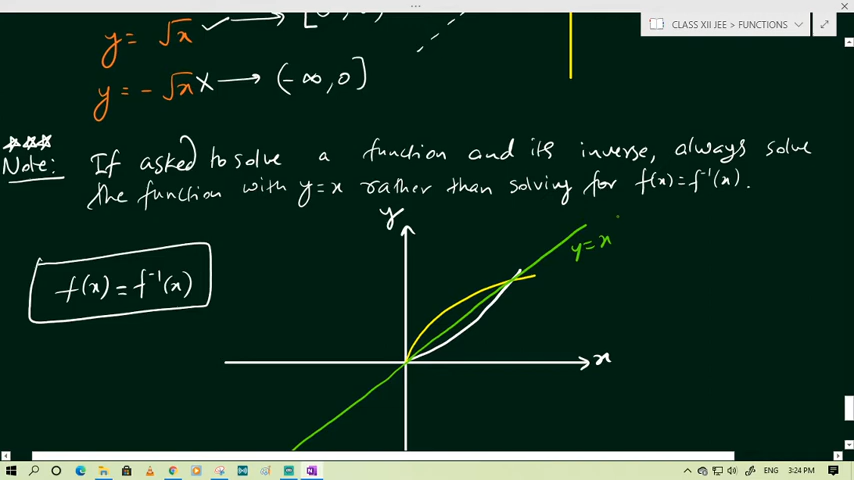 CLASS XII JEE > FUNCTIONS
y = √x
y = - √x x → (-∞, 0]
Note: If asked to solve a function and its inverse, always solve
the function with y=x rather than solving for f(x)=f⁻¹(x).
y
y=x
f(x)=f⁻¹(x)
x
ENG 3:24 PM